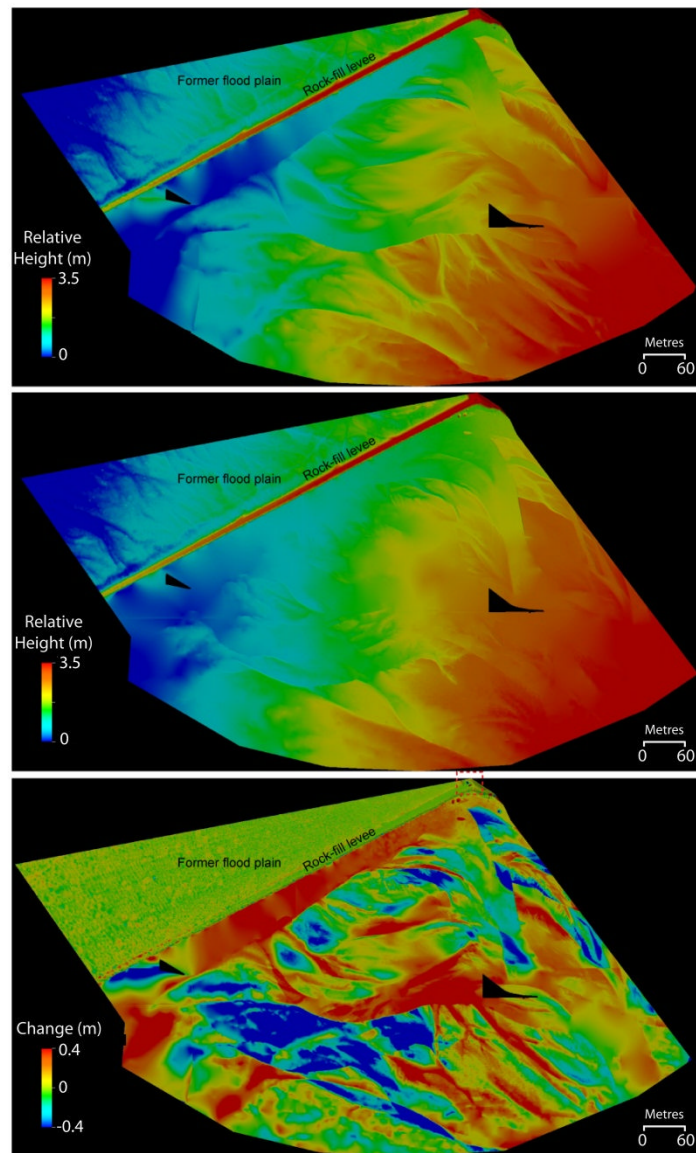 Former flood plain
Rock-fill levee
Relative
Height (m)
3.5
0
Metres
0 60
Former flood plain
Rock-fill levee
Relative
Height (m)
3.5
0
Metres
0 60
Former flood plain
Rock-fill levee
Change (m)
0.4
0
-0.4
Metres
0 60